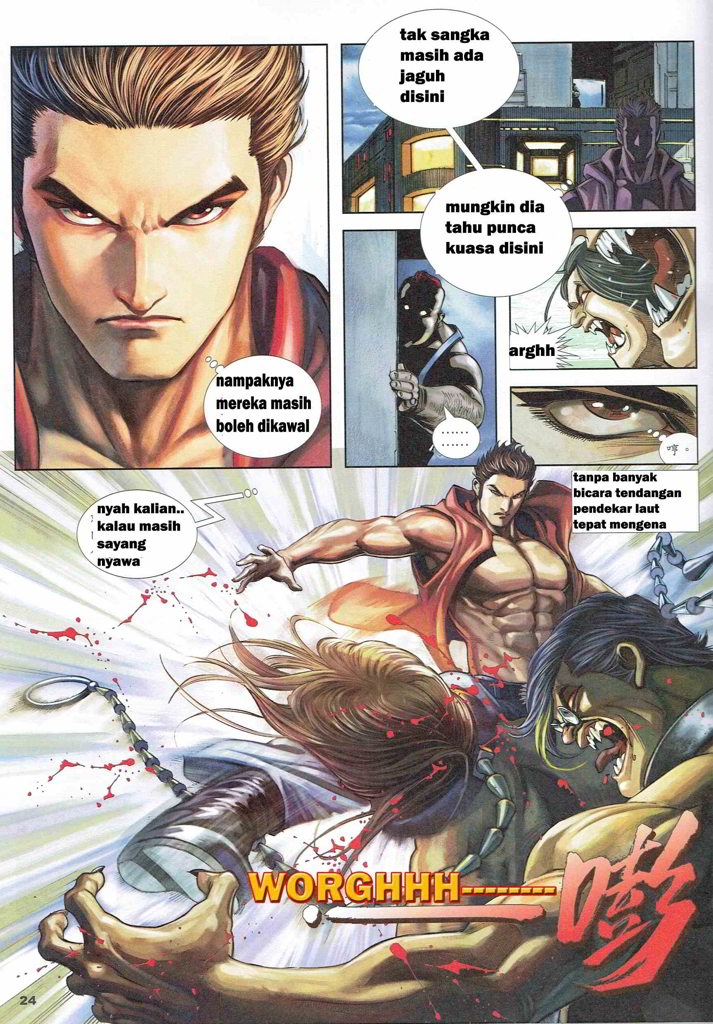 tak sangka
masih ada
jaguh
disini
mungkin dia
tahu punca
kuasa disini
nampaknya
mereka masih
boleh dikawal
arghh
......
......
哼。
tanpa banyak
bicara tendangan
pendekar laut
tepat mengena
nyah kalian..
kalau masih
sayang
nyawa
WORGHHH--------
嘭
24